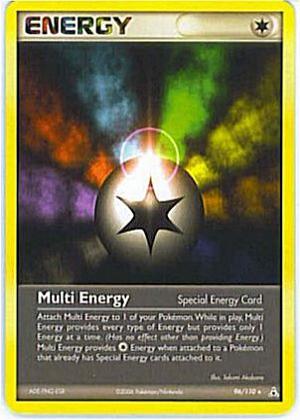 ENERGY
Multi Energy Special Energy Card
Attach Multi Energy to 1 of your Pokémon. While in play, Multi
Energy provides every type of Energy but provides only 1
Energy at a time. (Has no effect other than providing Energy.)
Multi Energy provides Energy when attached to a Pokémon
that already has Special Energy cards attached to it.
Illus. Takumi Akabane
©2006 Pokémon/Nintendo